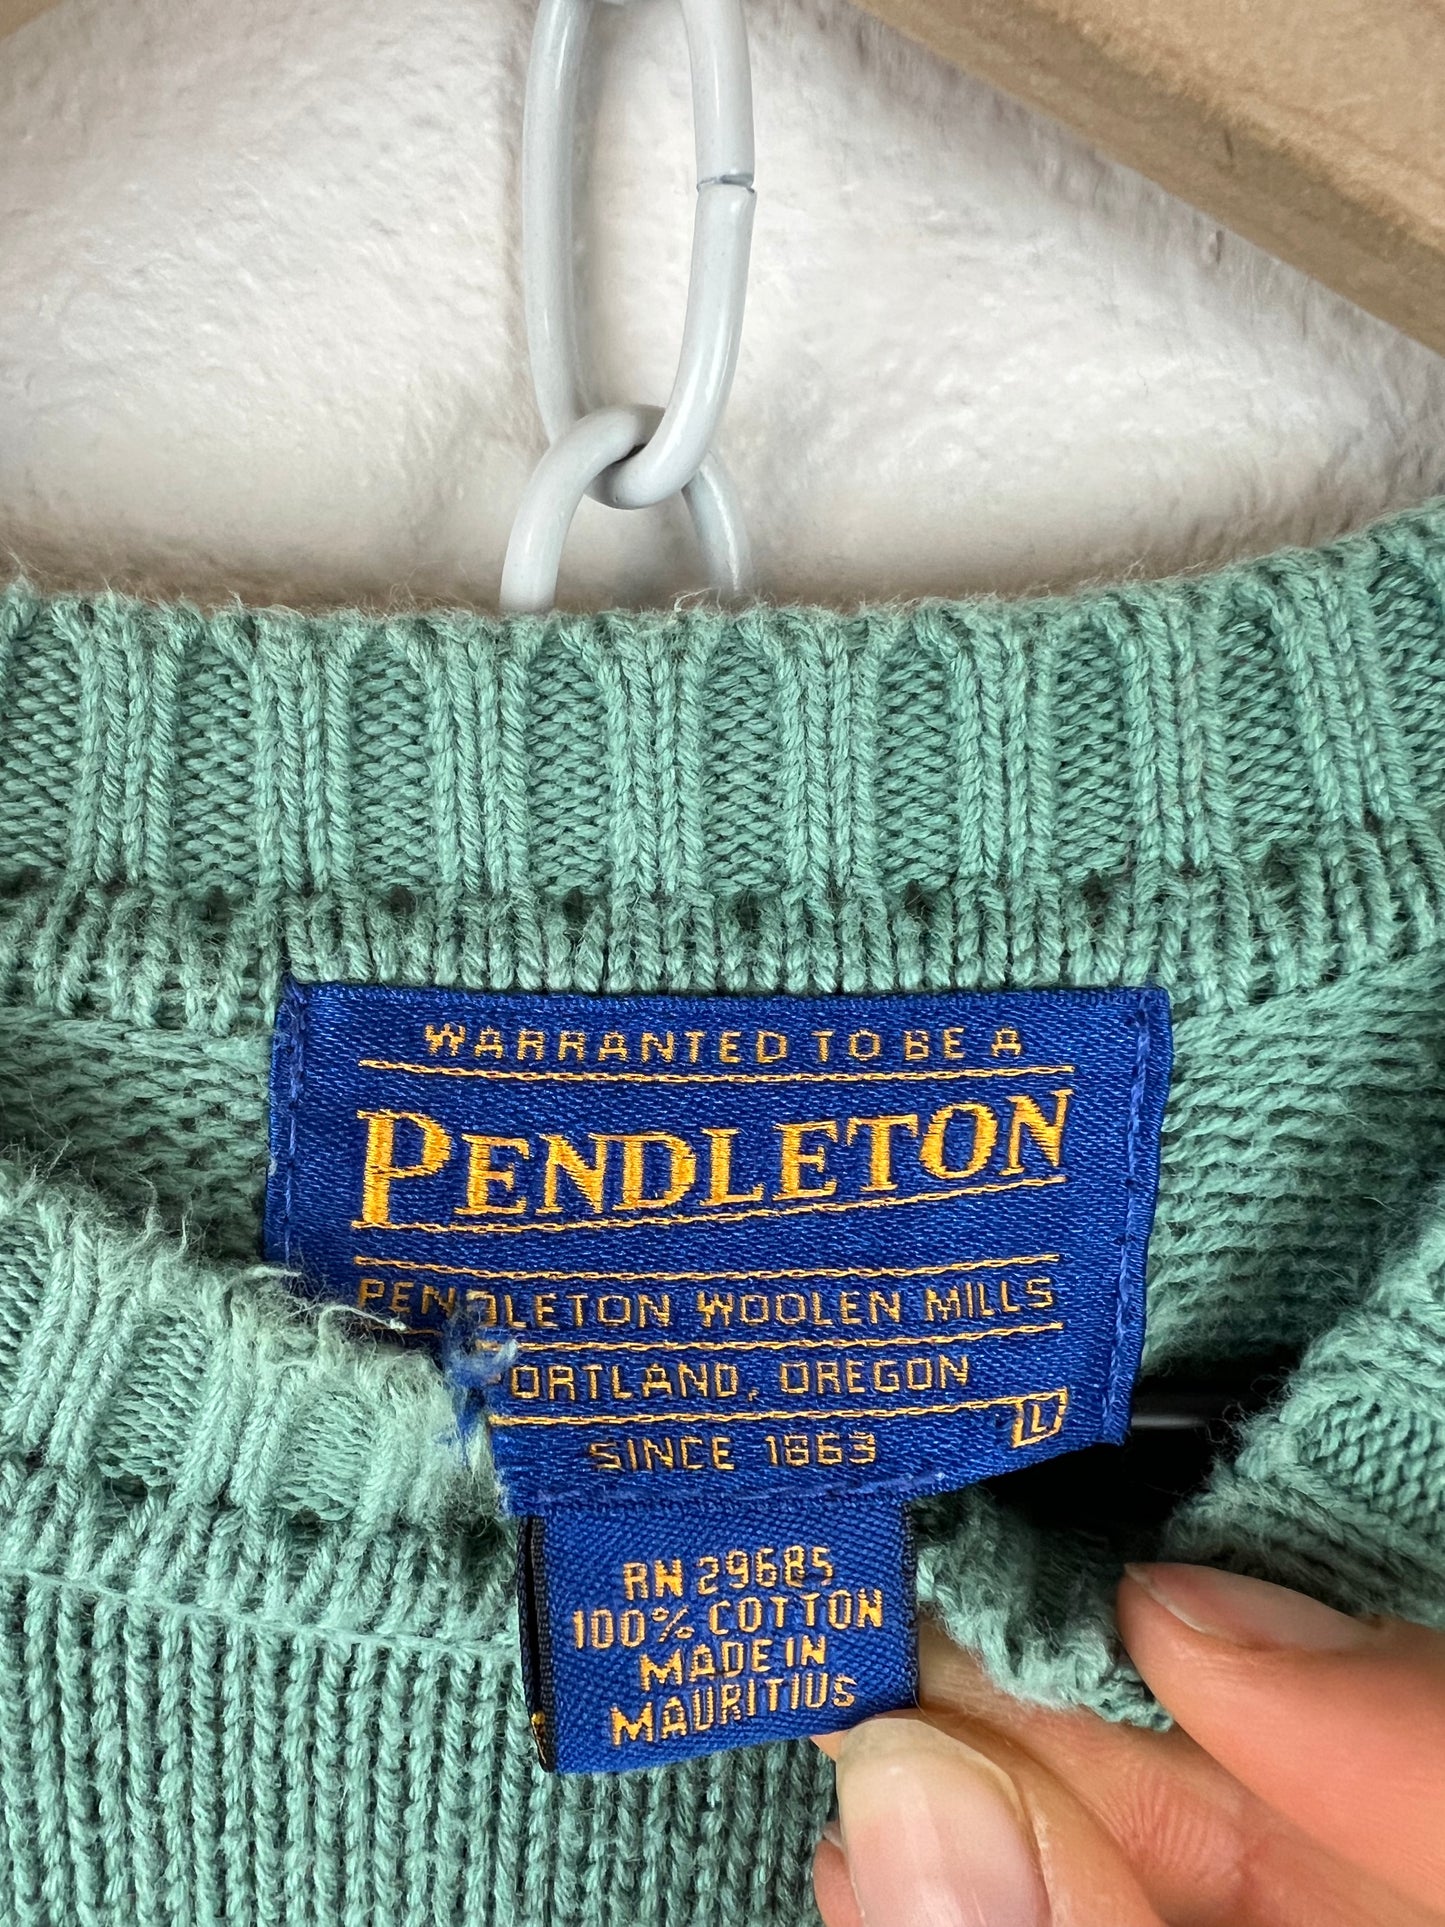 WARRANTED TO BE A
PENDLETON
PENDLETON WOOLEN MILLS
PORTLAND, OREGON
SINCE 1863
L
RN 29685
100% COTTON
MADE IN
MAURITIUS